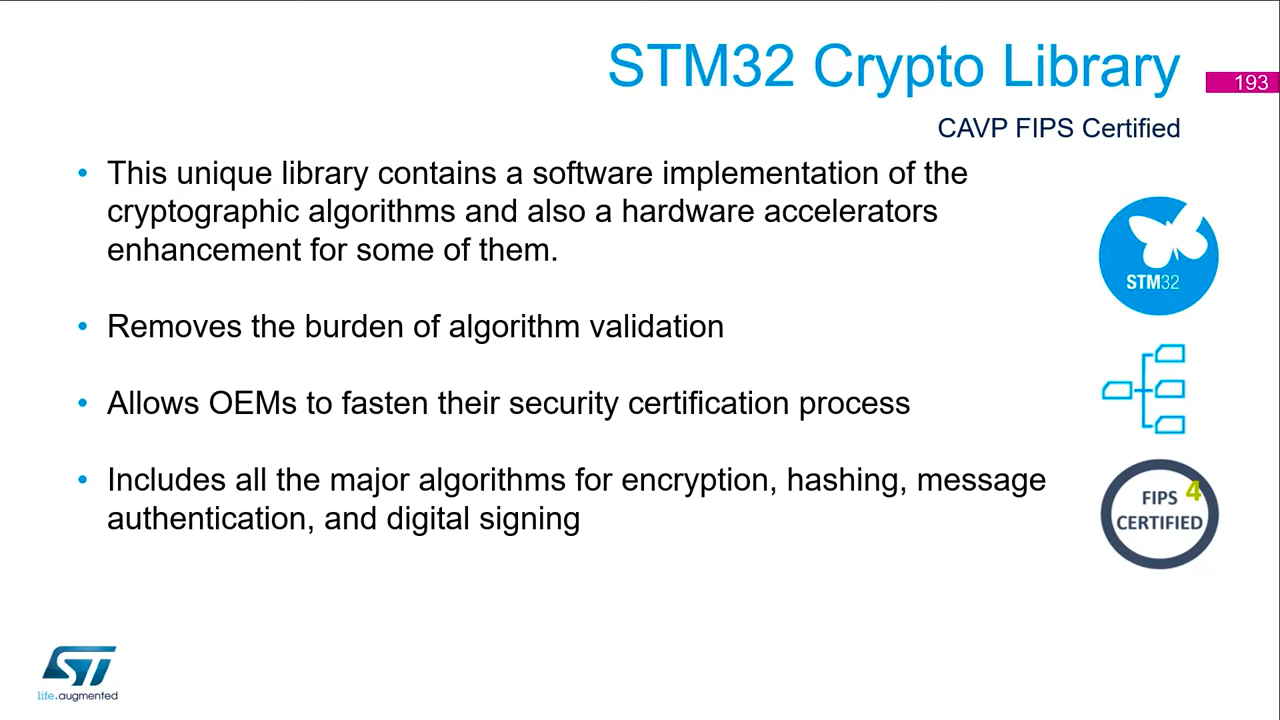 STM32 Crypto Library
193
CAVP FIPS Certified
• This unique library contains a software implementation of the
cryptographic algorithms and also a hardware accelerators
enhancement for some of them.
• Removes the burden of algorithm validation
• Allows OEMs to fasten their security certification process
• Includes all the major algorithms for encryption, hashing, message
authentication, and digital signing
STM32
FIPS 4
CERTIFIED
ST
life.augmented